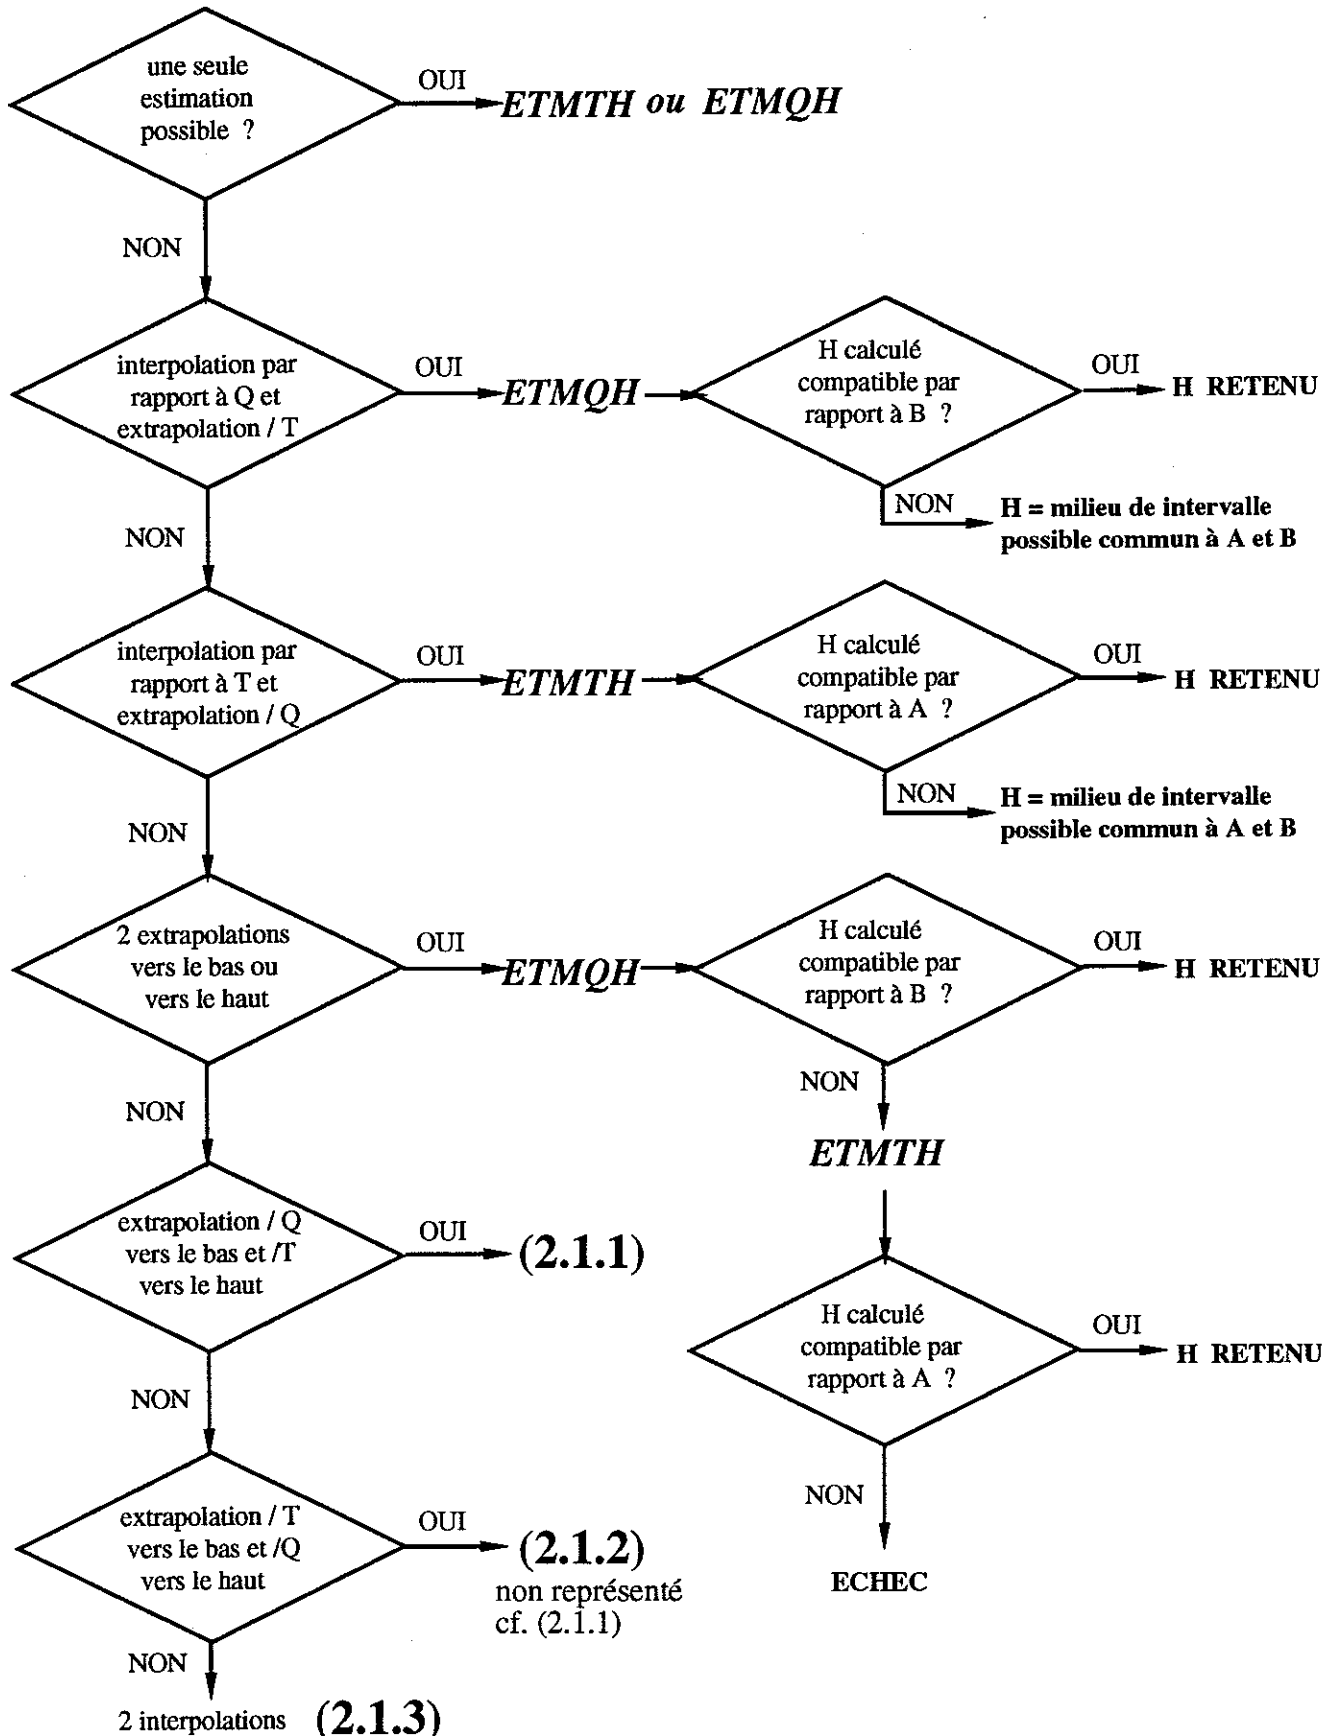 une seule
estimation
possible ?
OUI
ETMTH ou ETMQH
NON
interpolation par
rapport à Q et
extrapolation / T
OUI
ETMQH
H calculé
compatible par
rapport à B ?
OUI
H RETENU
NON
H = milieu de intervalle
possible commun à A et B
NON
interpolation par
rapport à T et
extrapolation / Q
OUI
ETMTH
H calculé
compatible par
rapport à A ?
OUI
H RETENU
NON
H = milieu de intervalle
possible commun à A et B
NON
2 extrapolations
vers le bas ou
vers le haut
OUI
ETMQH
H calculé
compatible par
rapport à B ?
OUI
H RETENU
NON
ETMTH
H calculé
compatible par
rapport à A ?
OUI
H RETENU
NON
ECHEC
NON
extrapolation / Q
vers le bas et /T
vers le haut
OUI
(2.1.1)
NON
extrapolation / T
vers le bas et /Q
vers le haut
OUI
(2.1.2)
non représenté
cf. (2.1.1)
NON
2 interpolations (2.1.3)